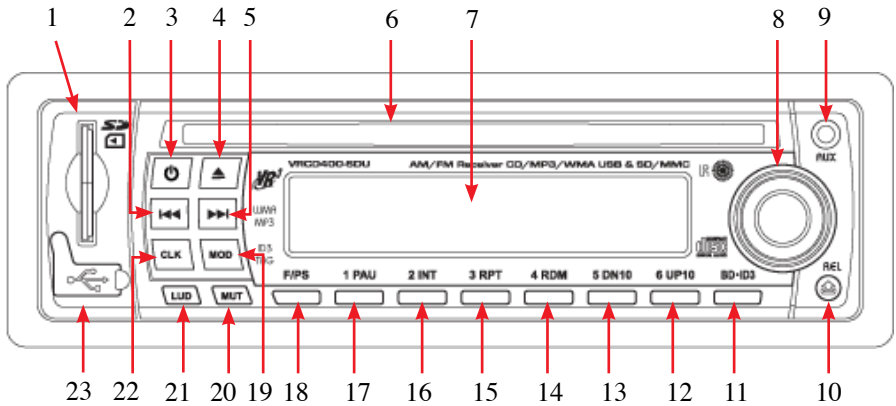 1 2 3 4 5 6 7 8 9
SD
VRCD400-SDU AM/FM Receiver CD/MP3/WMA USB & SD/MMC IR
AUX
VR3
WMA
MP3
CLK MOD ID3
TAG
REL
F/PS 1 PAU 2 INT 3 RPT 4 RDM 5 DN10 6 UP10 BD•ID3
LUD MUT
23 22 21 20 19 18 17 16 15 14 13 12 11 10